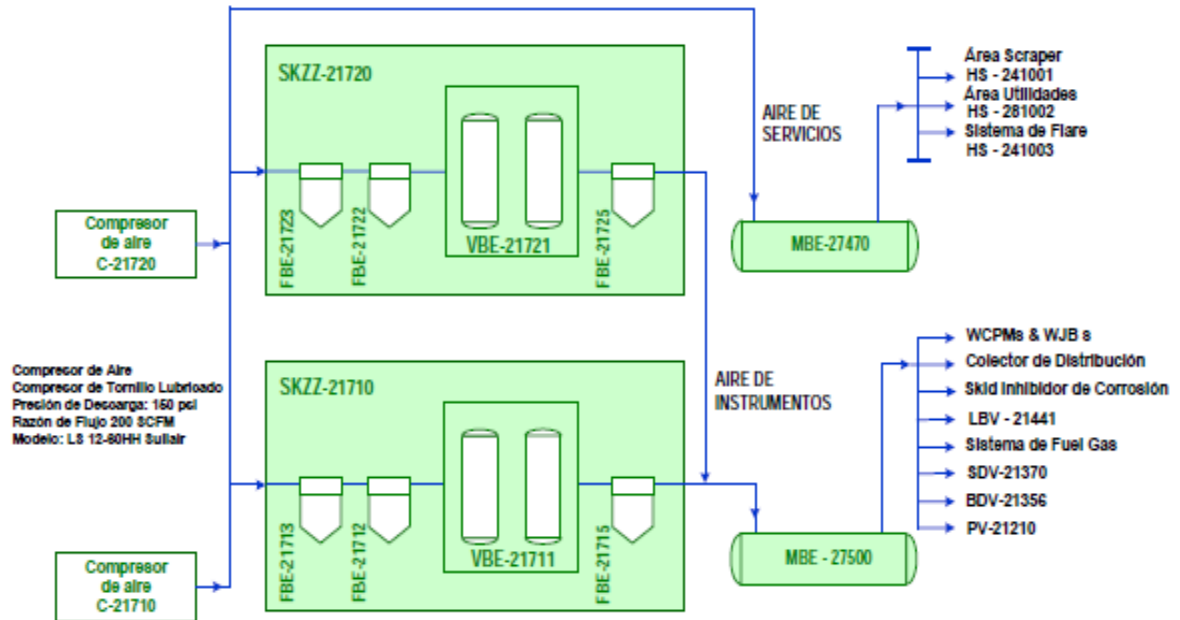 SKZZ-21720
FBE-21723
FBE-21722
VBE-21721
FBE-21725
Compresor
de aire
C-21720
AIRE DE
SERVICIOS
MBE-27470
Área Scraper
HS - 241001
Área Utilidades
HS - 281002
Sistema de Flare
HS - 241003
Compresor de Aire
Compresor de Tornillo Lubricado
Presión de Descarga: 150 psi
Razón de Flujo 200 SCFM
Modelo: LS 12-60HH Sullair
SKZZ-21710
FBE-21713
FBE-21712
VBE-21711
FBE-21715
Compresor
de aire
C-21710
AIRE DE
INSTRUMENTOS
MBE - 27500
WCPMs & WJB s
Colector de Distribución
Skid Inhibidor de Corrosión
LBV - 21441
Sistema de Fuel Gas
SDV-21370
BDV-21356
PV-21210